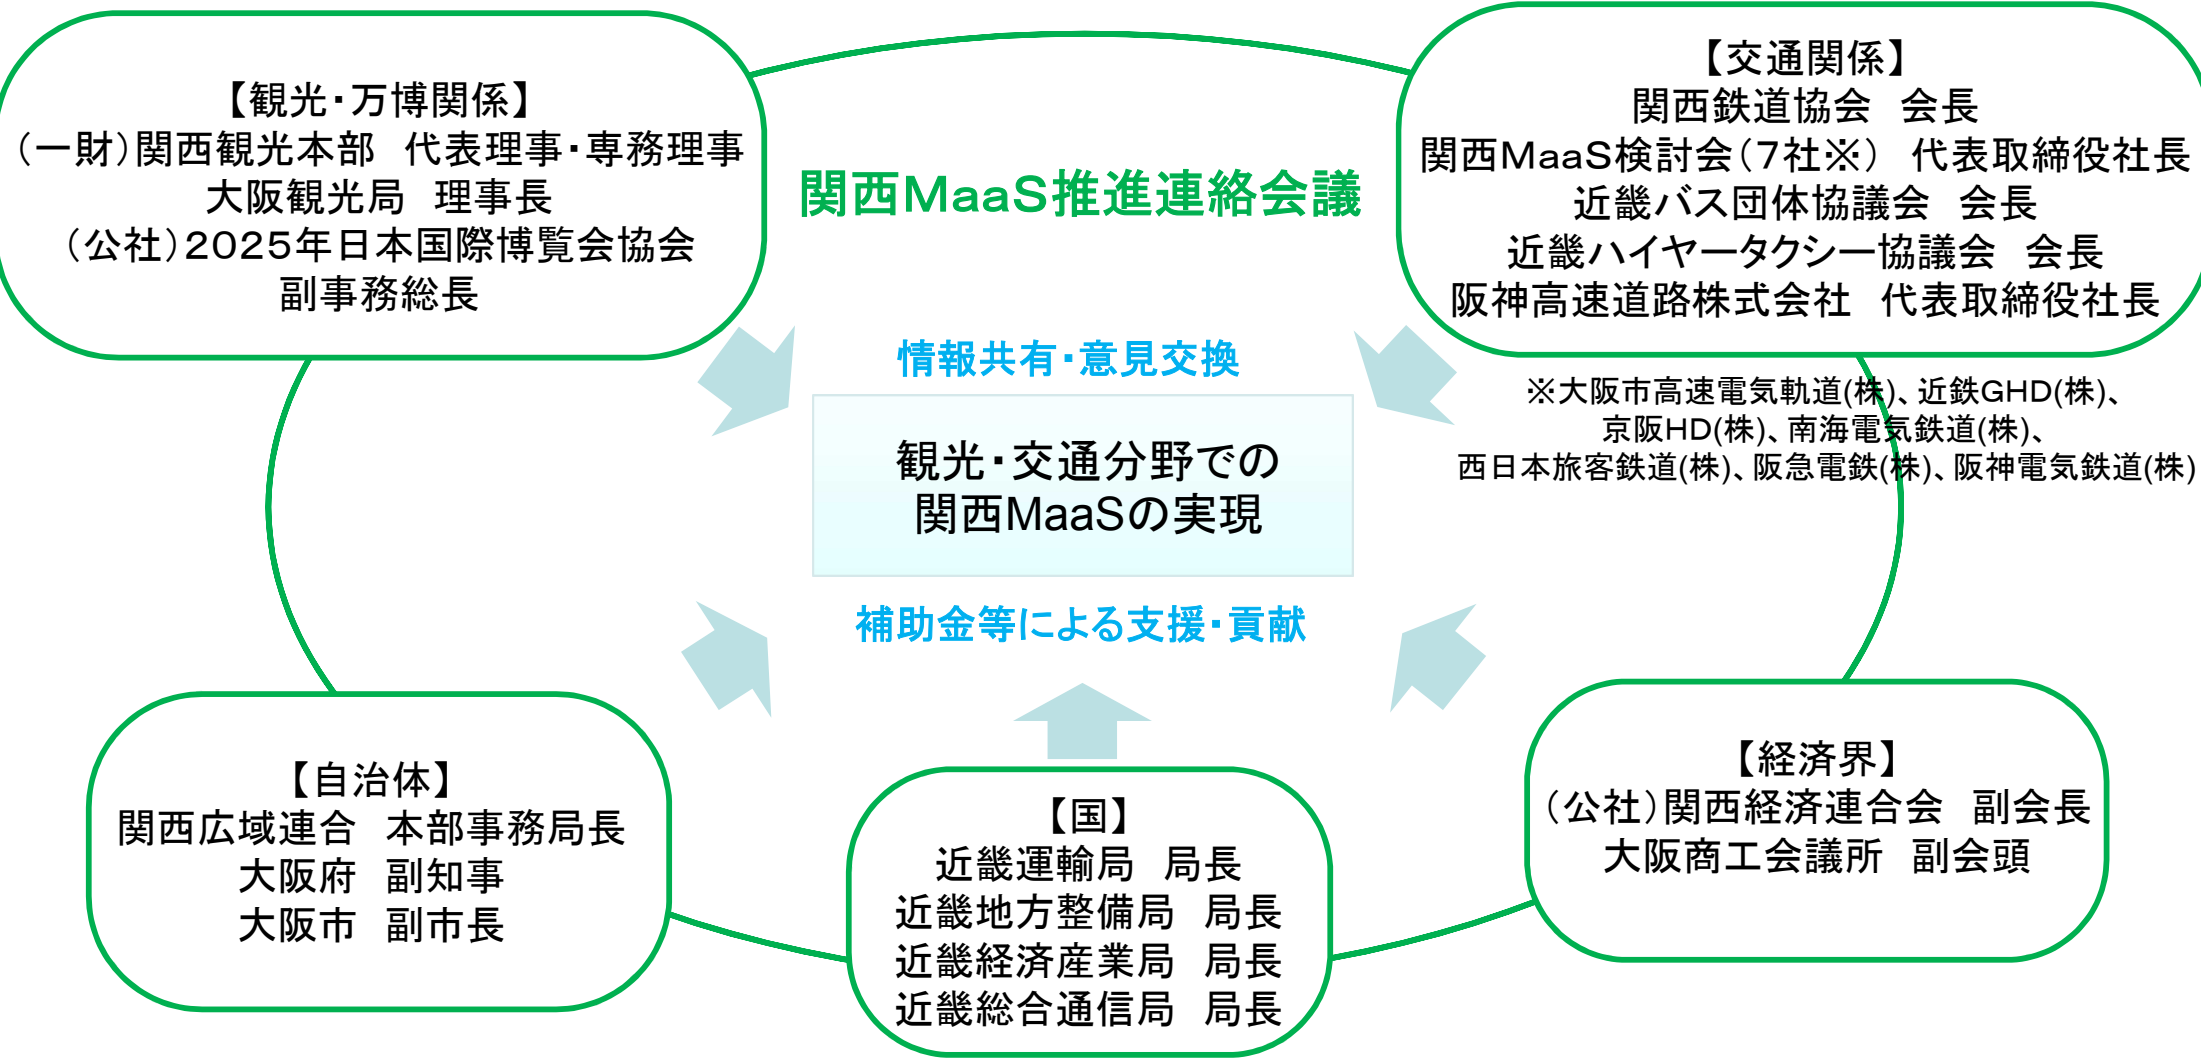 【観光・万博関係】
（一財）関西観光本部　代表理事・専務理事
大阪観光局　理事長
（公社）２０２５年日本国際博覧会協会
副事務総長
【交通関係】
関西鉄道協会　会長
関西ＭａａＳ検討会（７社※）　代表取締役社長
近畿バス団体協議会　会長
近畿ハイヤータクシー協議会　会長
阪神高速道路株式会社　代表取締役社長
関西ＭａａＳ推進連絡会議
情報共有・意見交換
※大阪市高速電気軌道(株)、近鉄GHD(株)、
京阪HD(株)、南海電気鉄道(株)、
西日本旅客鉄道(株)、阪急電鉄(株)、阪神電気鉄道(株)
観光・交通分野での
関西MaaSの実現
補助金等による支援・貢献
【自治体】
関西広域連合　本部事務局長
大阪府　副知事
大阪市　副市長
【国】
近畿運輸局　局長
近畿地方整備局　局長
近畿経済産業局　局長
近畿総合通信局　局長
【経済界】
（公社）関西経済連合会　副会長
大阪商工会議所　副会頭